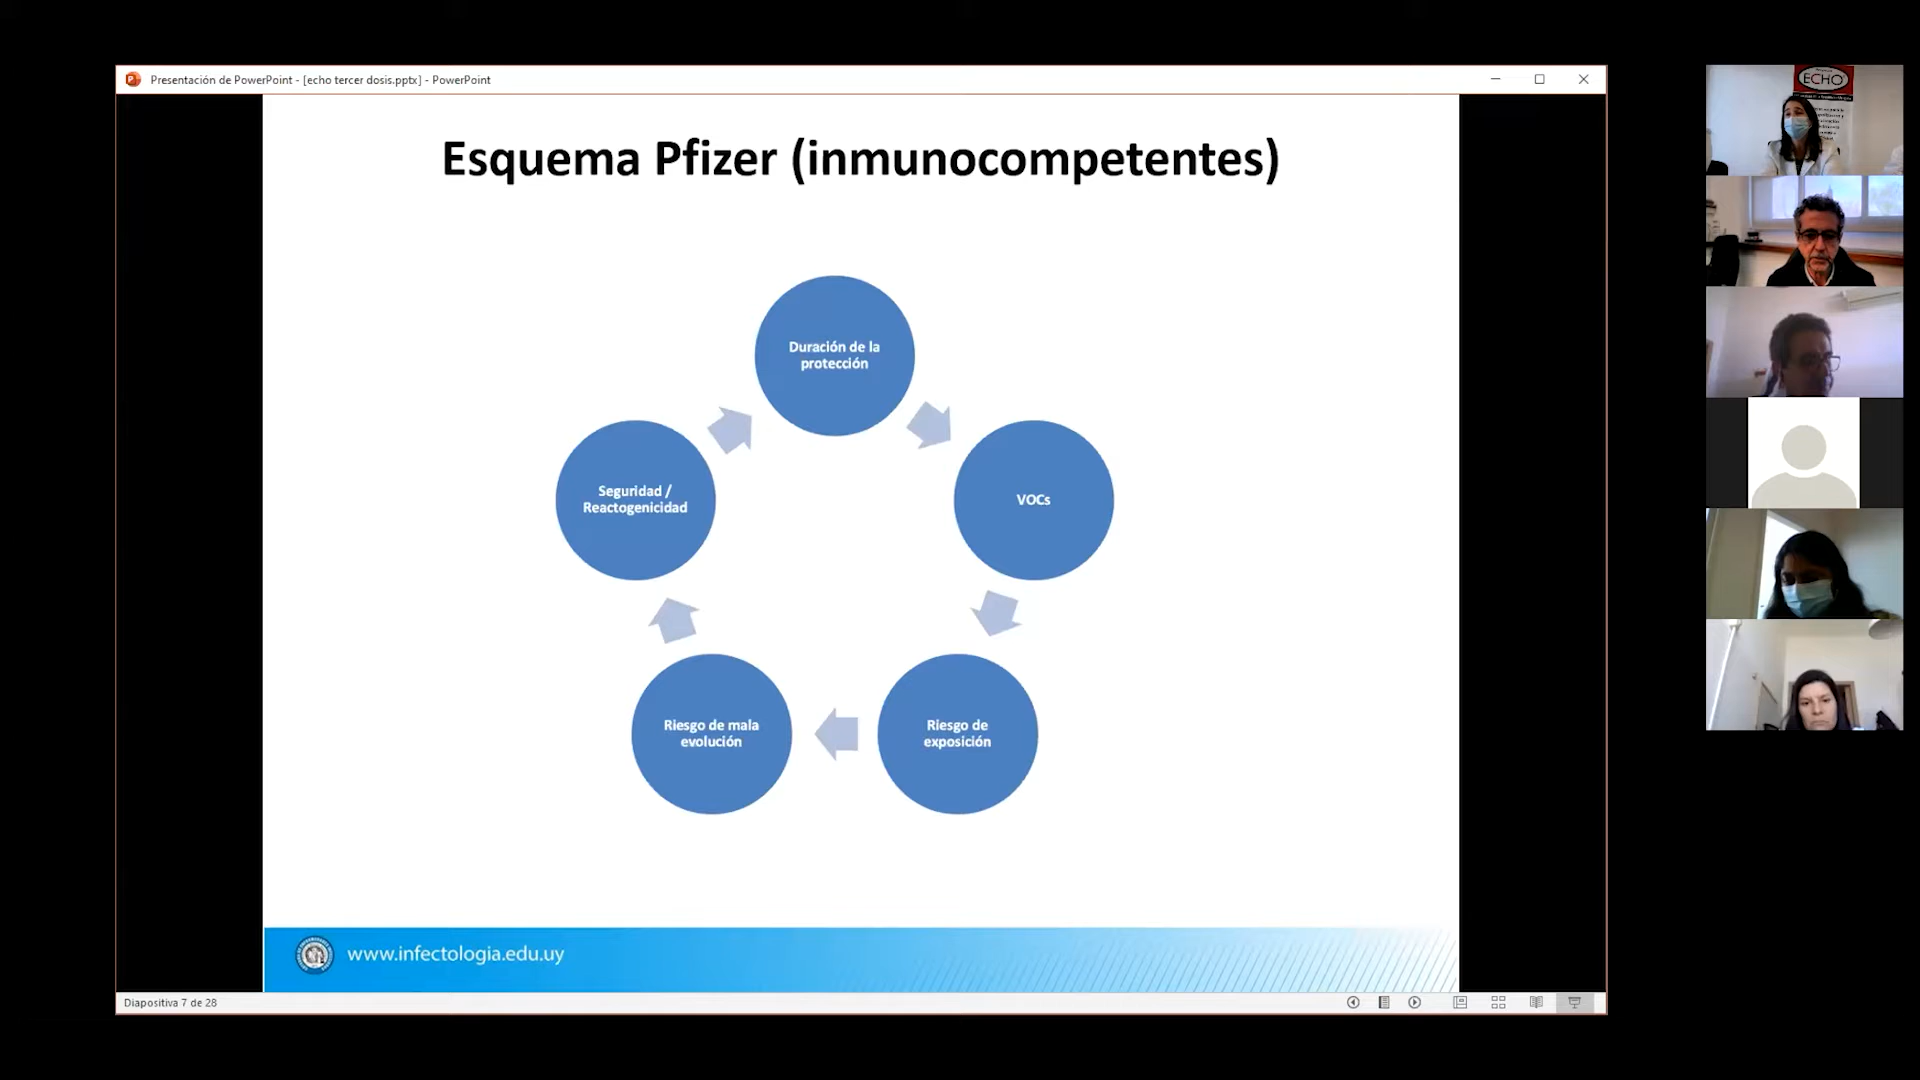 Presentación de PowerPoint - [echo tercer dosis.pptx] - PowerPoint
Esquema Pfizer (inmunocompetentes)
Duración de la
protección
VOCs
Riesgo de
exposición
Riesgo de mala
evolución
Seguridad /
Reactogenicidad
www.infectologia.edu.uy
Diapositiva 7 de 28
ECHO